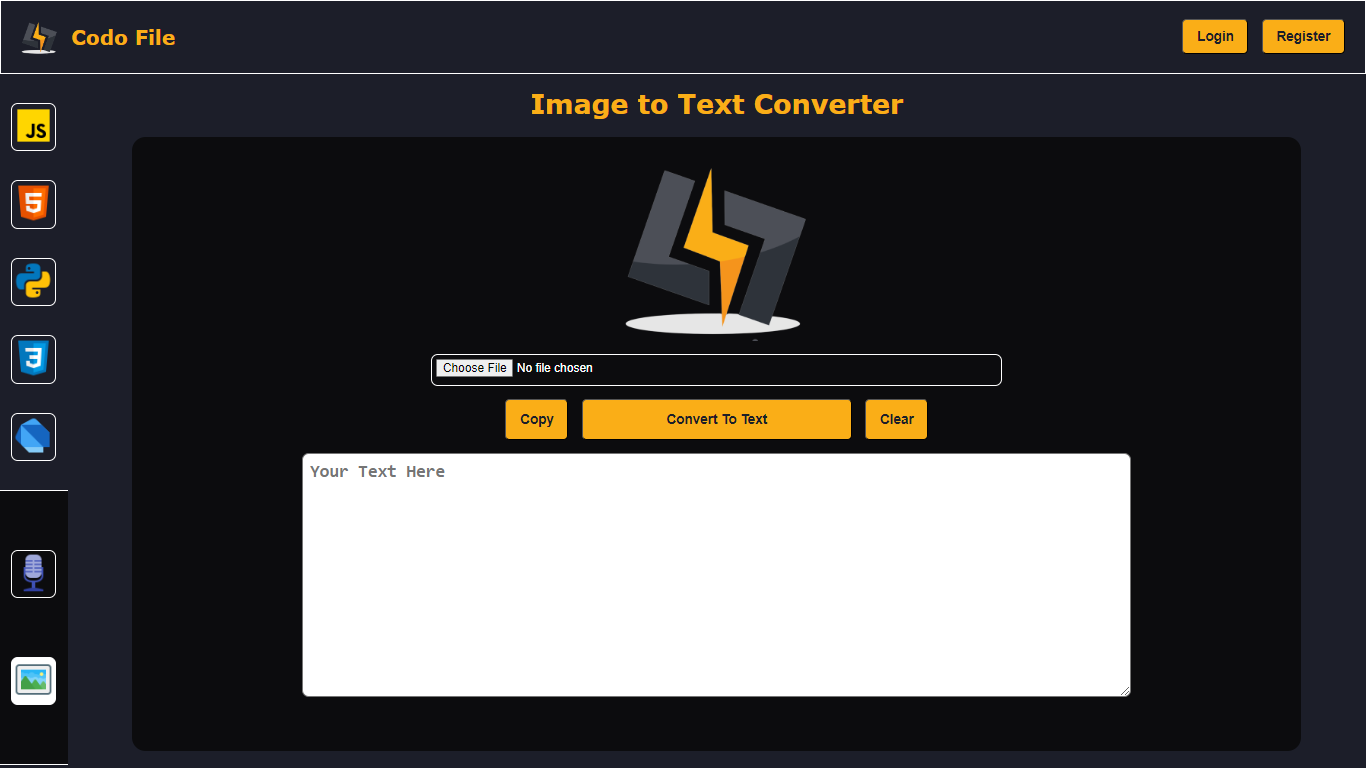 Codo File
Login
Register
Image to Text Converter
JS
5
3
Choose File No file chosen
Copy
Convert To Text
Clear
Your Text Here